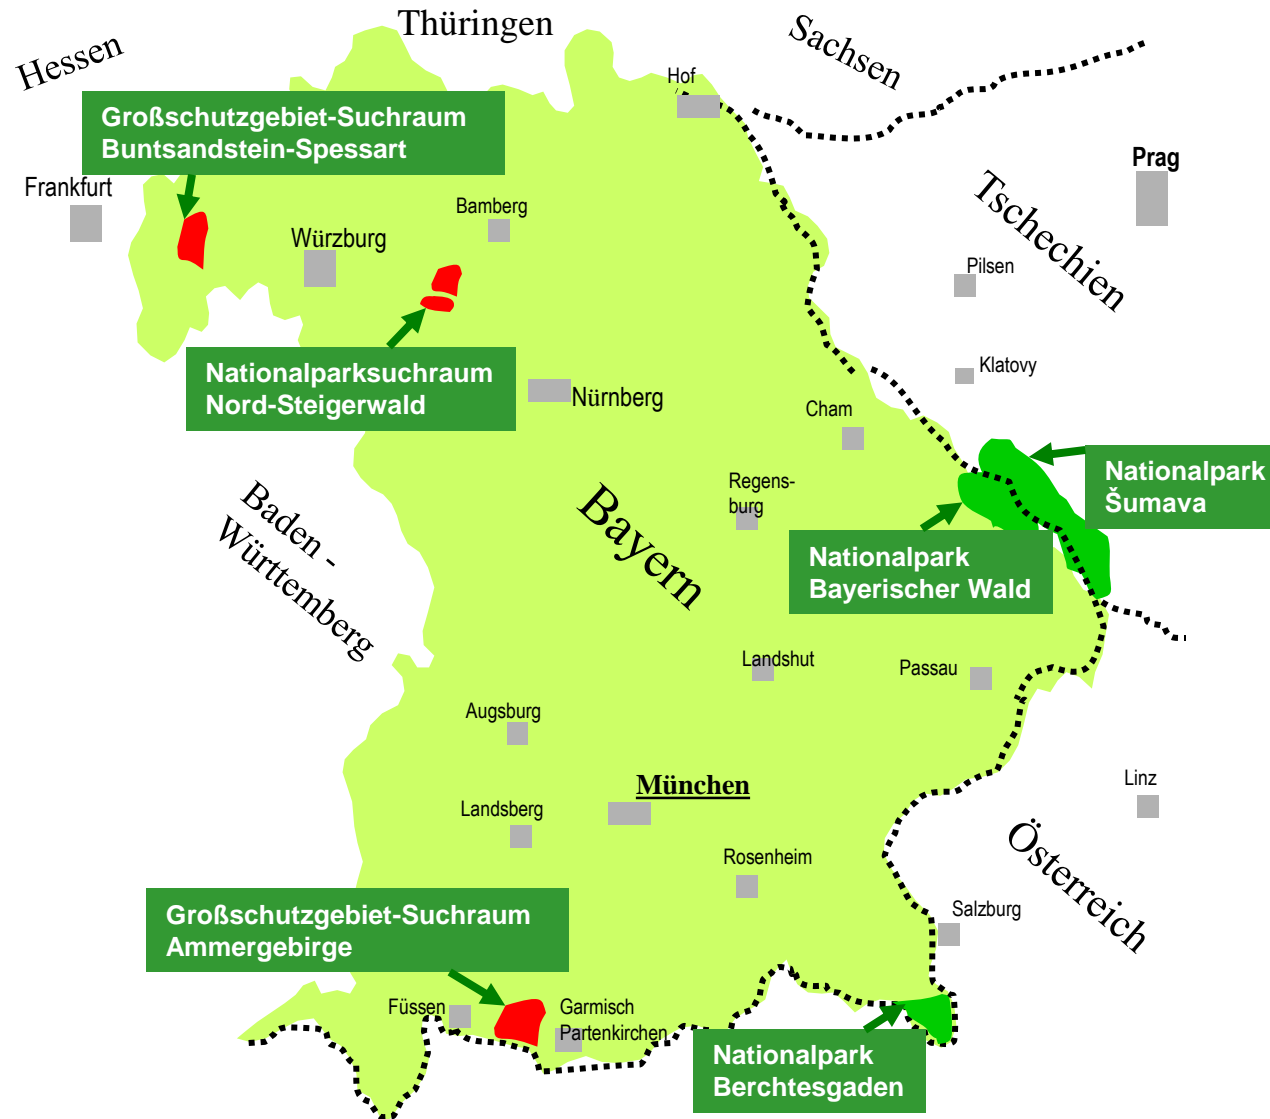 Thüringen
Hessen
Sachsen
Hof
Großschutzgebiet-Suchraum
Buntsandstein-Spessart
Prag
Frankfurt
Tschechien
Bamberg
Würzburg
Pilsen
Nationalparksuchraum
Nord-Steigerwald
Klatovy
Nürnberg
Cham
Nationalpark
Šumava
Regens-
burg
Baden -
Württemberg
Bayern
Nationalpark
Bayerischer Wald
Landshut
Passau
Augsburg
München
Linz
Landsberg
Rosenheim
Österreich
Großschutzgebiet-Suchraum
Ammergebirge
Salzburg
Füssen
Garmisch
Partenkirchen
Nationalpark
Berchtesgaden